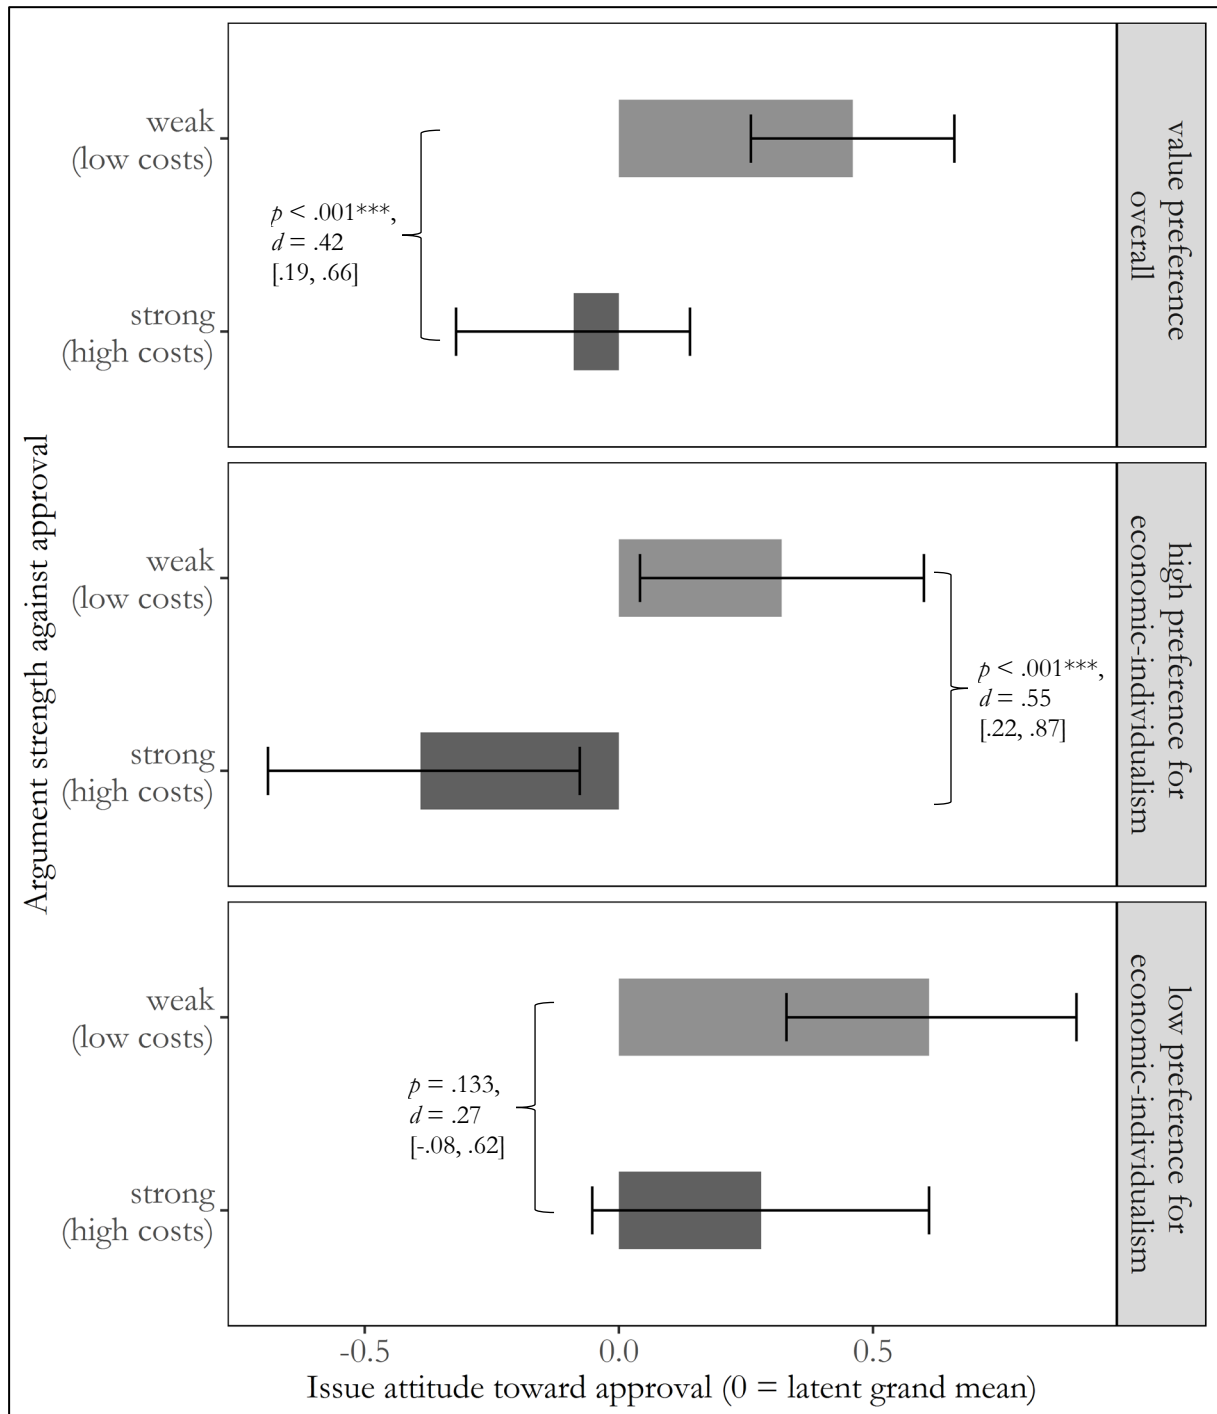 Argument strength against approval
weak
(low costs)
p < .001***,
d = .42
[.19, .66]
strong
(high costs)
value preference
overall
weak
(low costs)
p < .001***,
d = .55
[.22, .87]
strong
(high costs)
high preference for
economic-individualism
weak
(low costs)
p = .133,
d = .27
[-.08, .62]
strong
(high costs)
low preference for
economic-individualism
-0.5 0.0 0.5
Issue attitude toward approval (0 = latent grand mean)